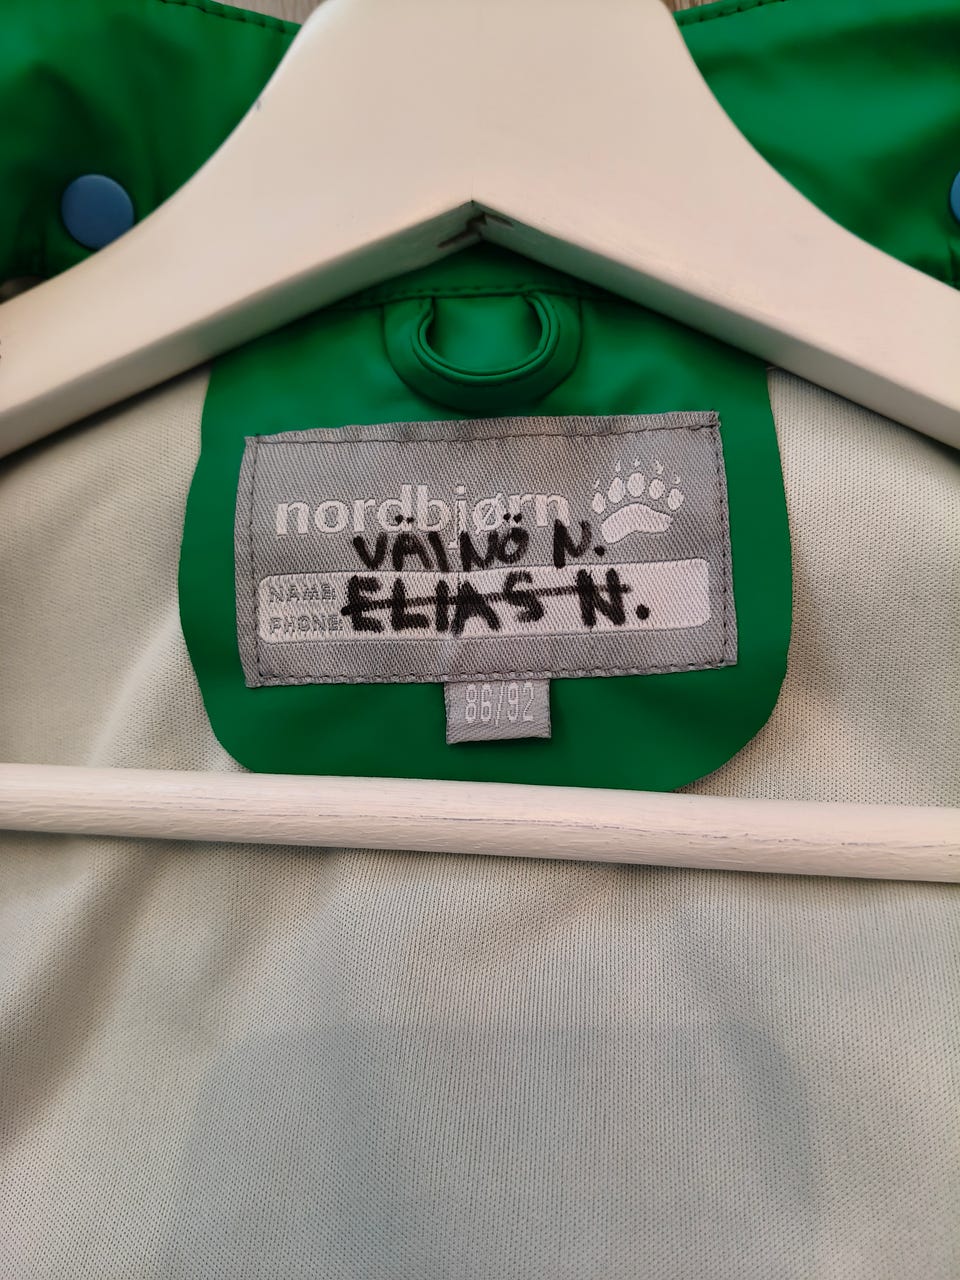 nordbjørn
VÄINÖ N.
NAME:
ELIAS N.
PHONE:
86/92